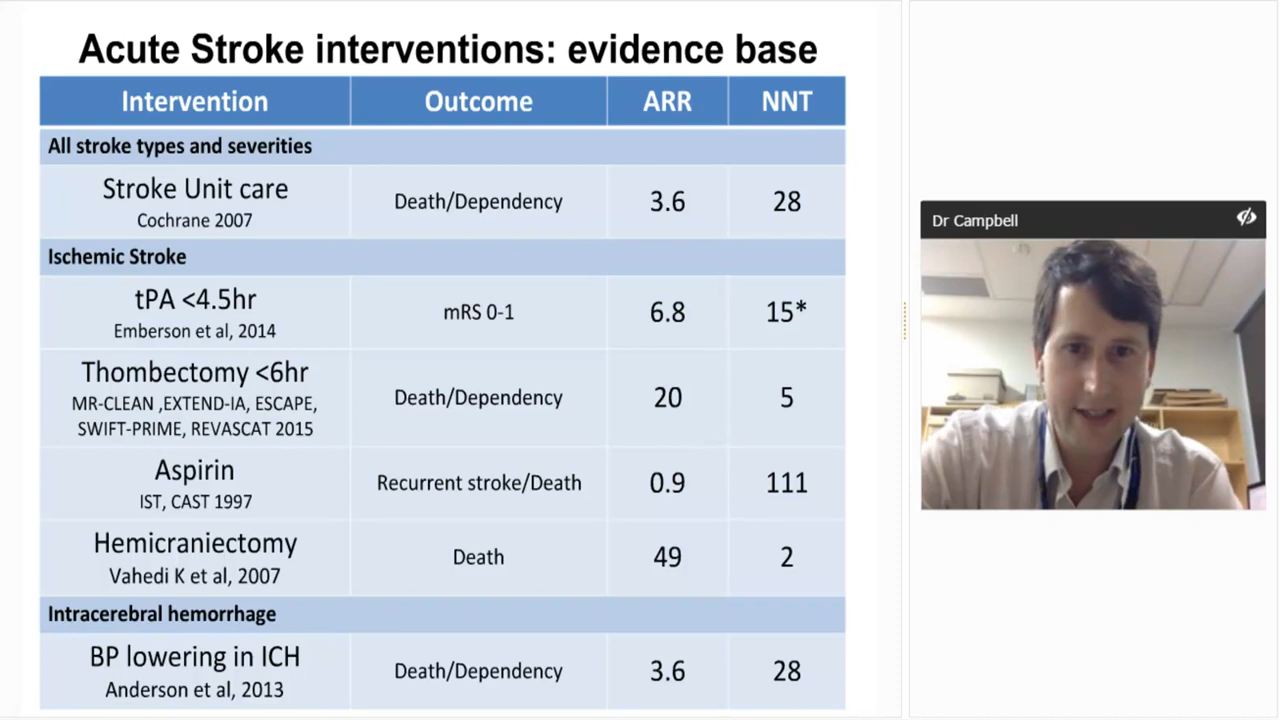 Acute Stroke interventions: evidence base
Intervention Outcome ARR NNT
All stroke types and severities
Stroke Unit care
Cochrane 2007
Death/Dependency 3.6 28
Ischemic Stroke
tPA <4.5hr
Emberson et al, 2014
mRS 0-1 6.8 15*
Thombectomy <6hr
MR-CLEAN ,EXTEND-IA, ESCAPE,
SWIFT-PRIME, REVASCAT 2015
Death/Dependency 20 5
Aspirin
IST, CAST 1997
Recurrent stroke/Death 0.9 111
Hemicraniectomy
Vahedi K et al, 2007
Death 49 2
Intracerebral hemorrhage
BP lowering in ICH
Anderson et al, 2013
Death/Dependency 3.6 28
Dr Campbell